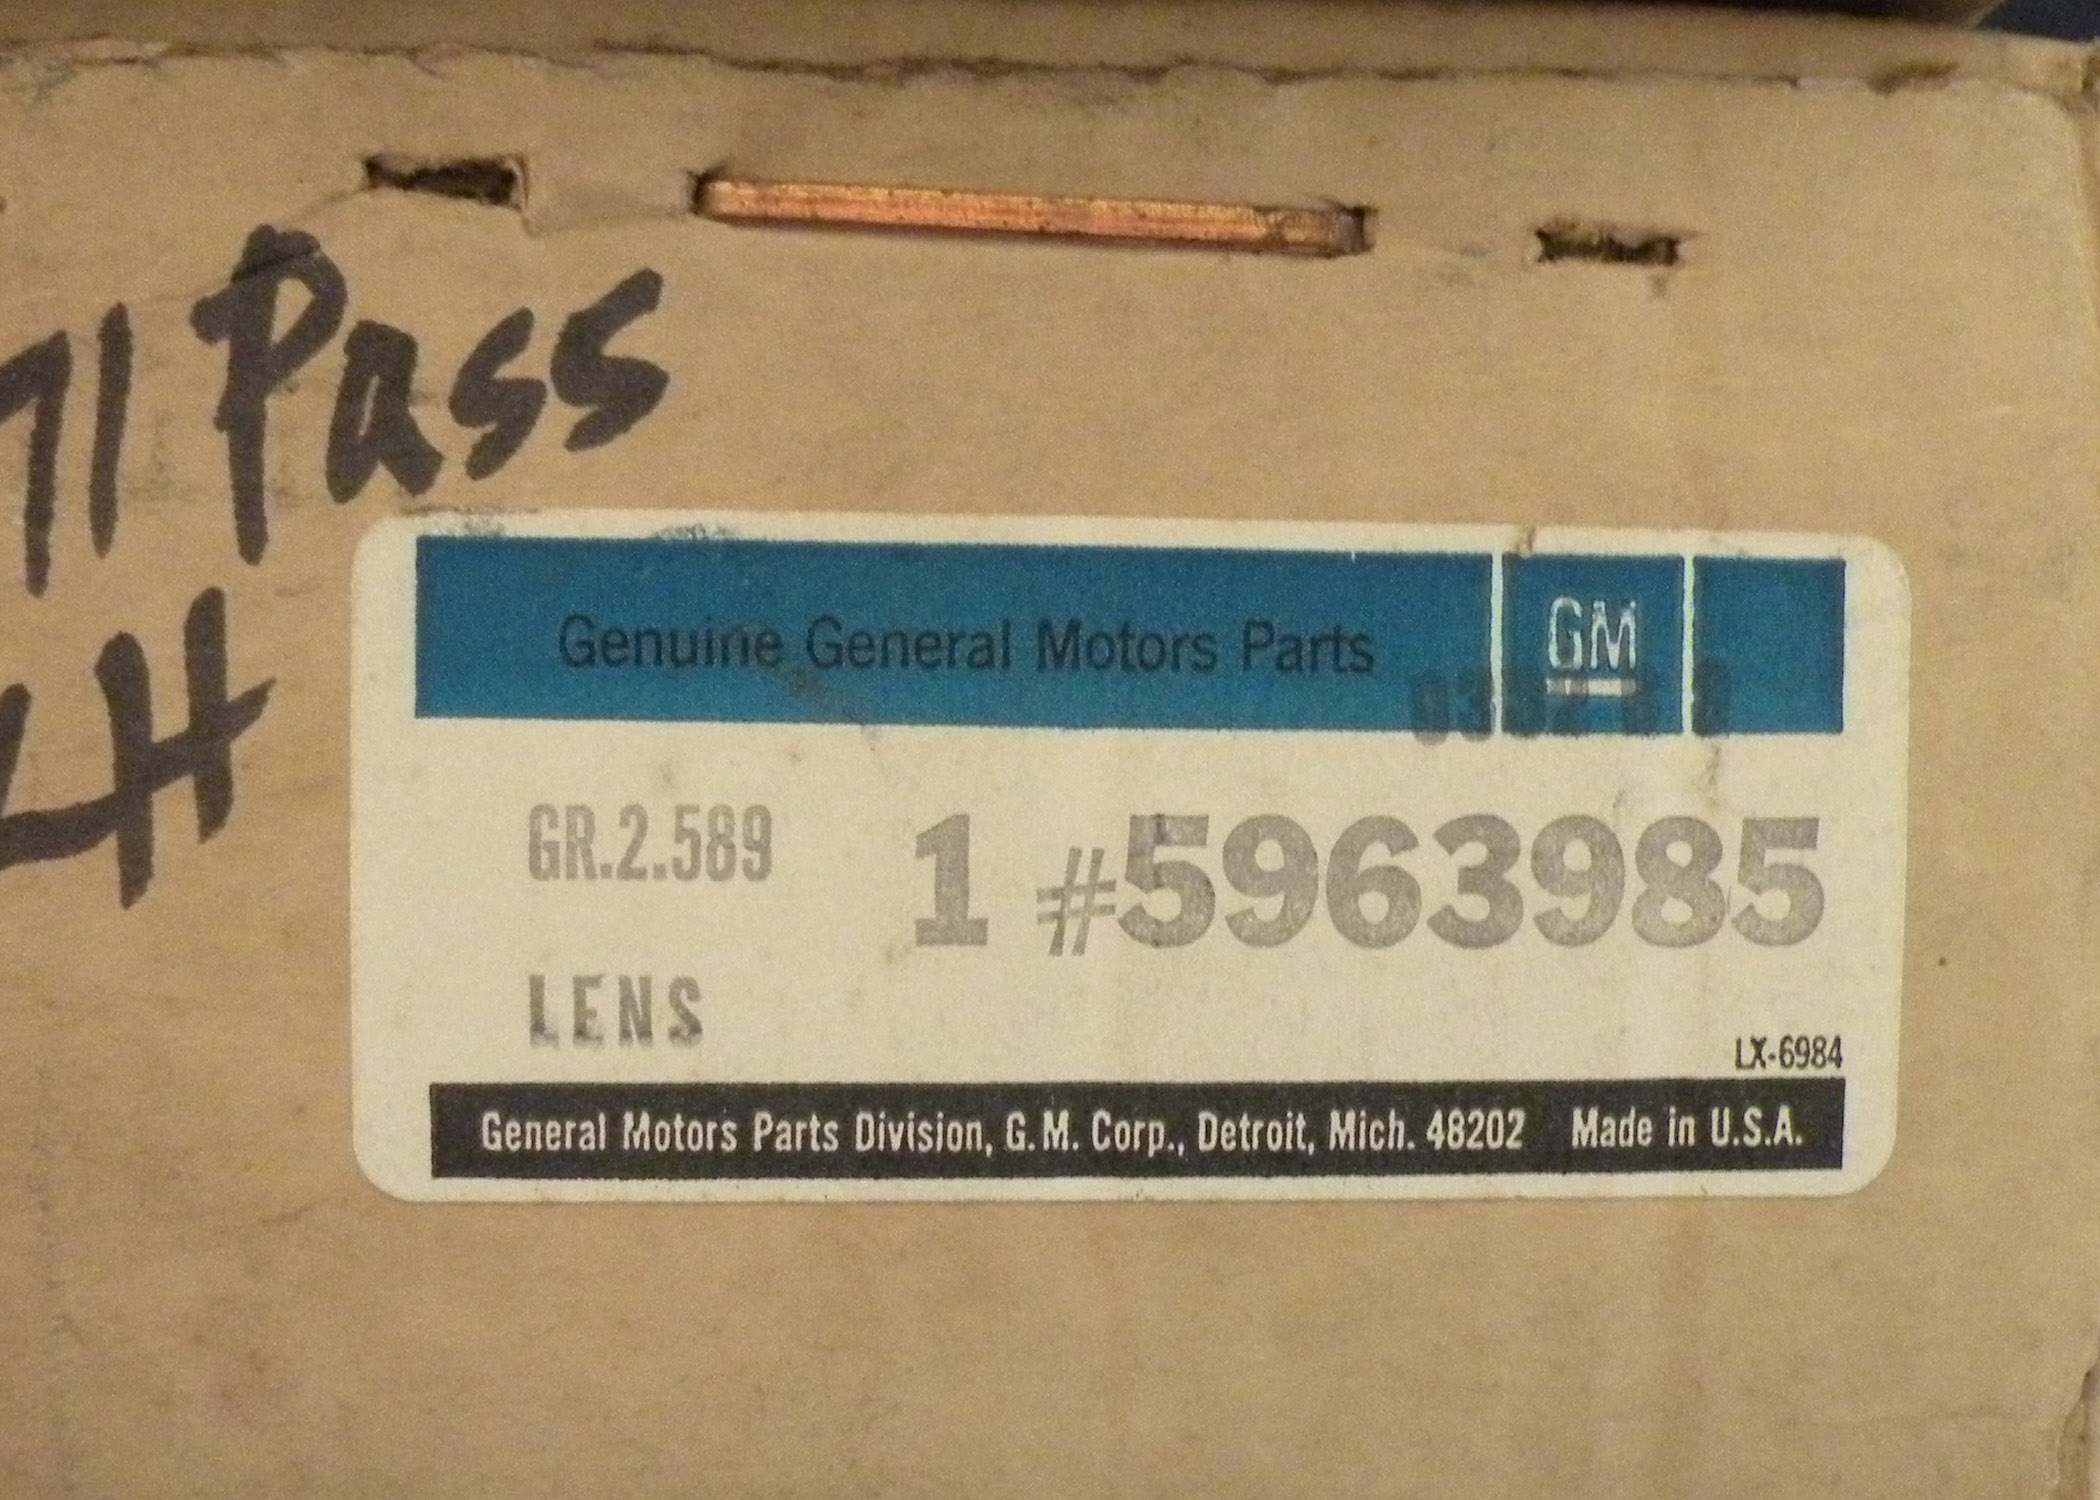 71 Pass
LH
Genuine General Motors Parts
GM
GR.2.589
1 #5963985
LENS
LX-6984
General Motors Parts Division, G.M. Corp., Detroit, Mich. 48202 Made in U.S.A.